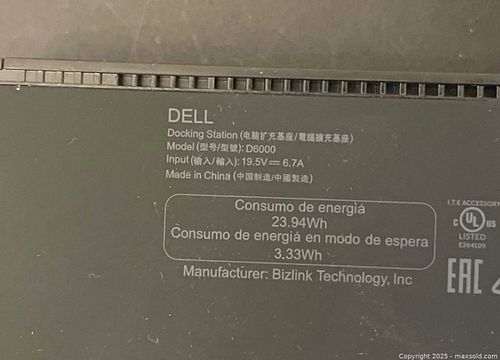 DELL
Docking Station (电脑扩充基座/電腦擴充基座)
Model (型号/型號): D6000
Input (输入/輸入): 19.5V⎓ 6.7A
Made in China (中国制造/中國製造)
Consumo de energiá
23.94Wh
Consumo de energiá en modo de espera
3.33Wh
Manufacturer: Bizlink Technology, Inc
I.T.E ACCESSORY
c UL us
LISTED
E364109
EAC
Copyright 2025 - maxsold.com